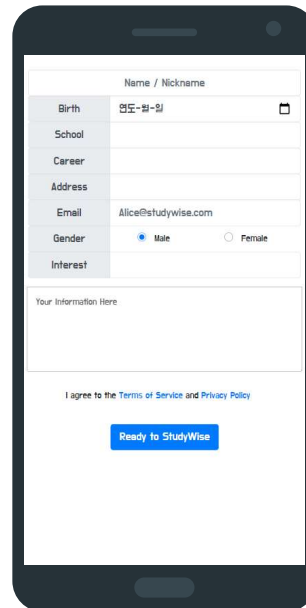 Name / Nickname
Birth 연도-월-일
School
Career
Address
Email Alice@studywise.com
Gender Male Female
Interest
Your Information Here
I agree to the Terms of Service and Privacy Policy
Ready to StudyWise